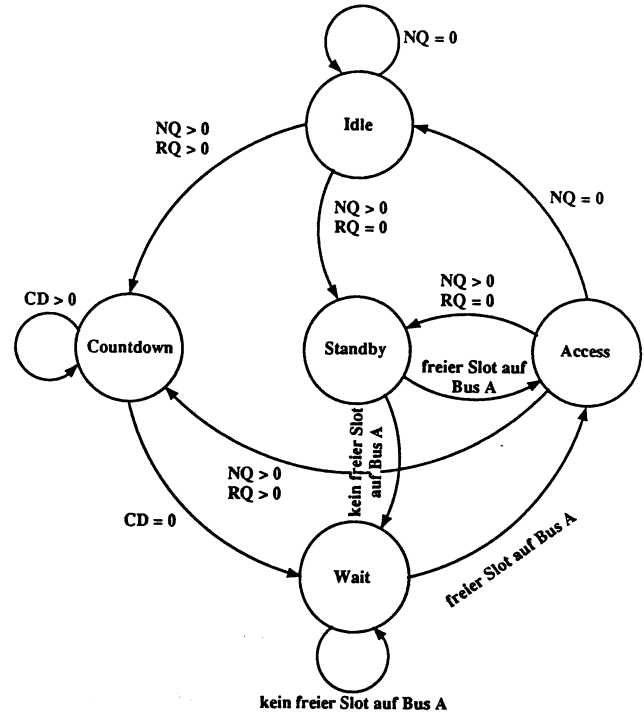 NQ = 0
Idle
NQ > 0
RQ > 0
NQ > 0
RQ = 0
NQ = 0
CD > 0
NQ > 0
RQ = 0
Countdown
Standby
Access
freier Slot auf
Bus A
kein freier Slot
auf Bus A
NQ > 0
RQ > 0
CD = 0
freier Slot auf Bus A
Wait
kein freier Slot auf Bus A